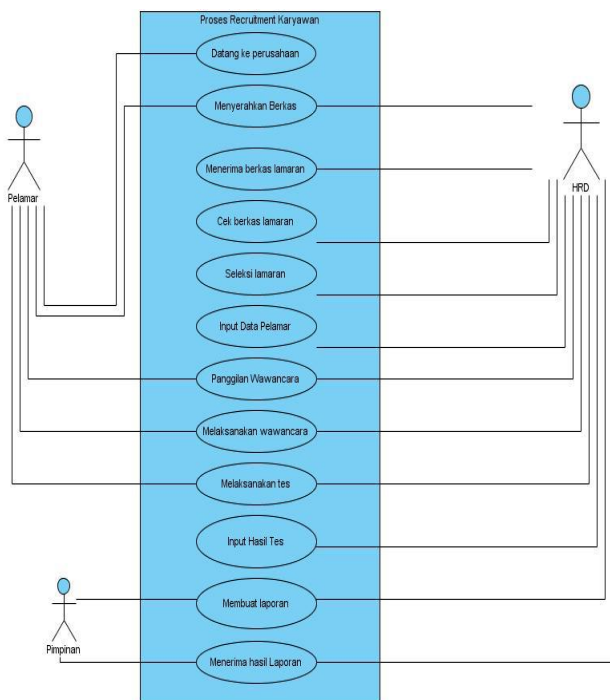 Proses Recruitment Karyawan
Datang ke perusahaan
Menyerahkan Berkas
Menerima berkas lamaran
Pelamar
HRD
Cek berkas lamaran
Seleksi lamaran
Input Data Pelamar
Panggilan Wawancara
Melaksanakan wawancara
Melaksanakan tes
Input Hasil Tes
Membuat laporan
Pimpinan
Menerima hasil Laporan